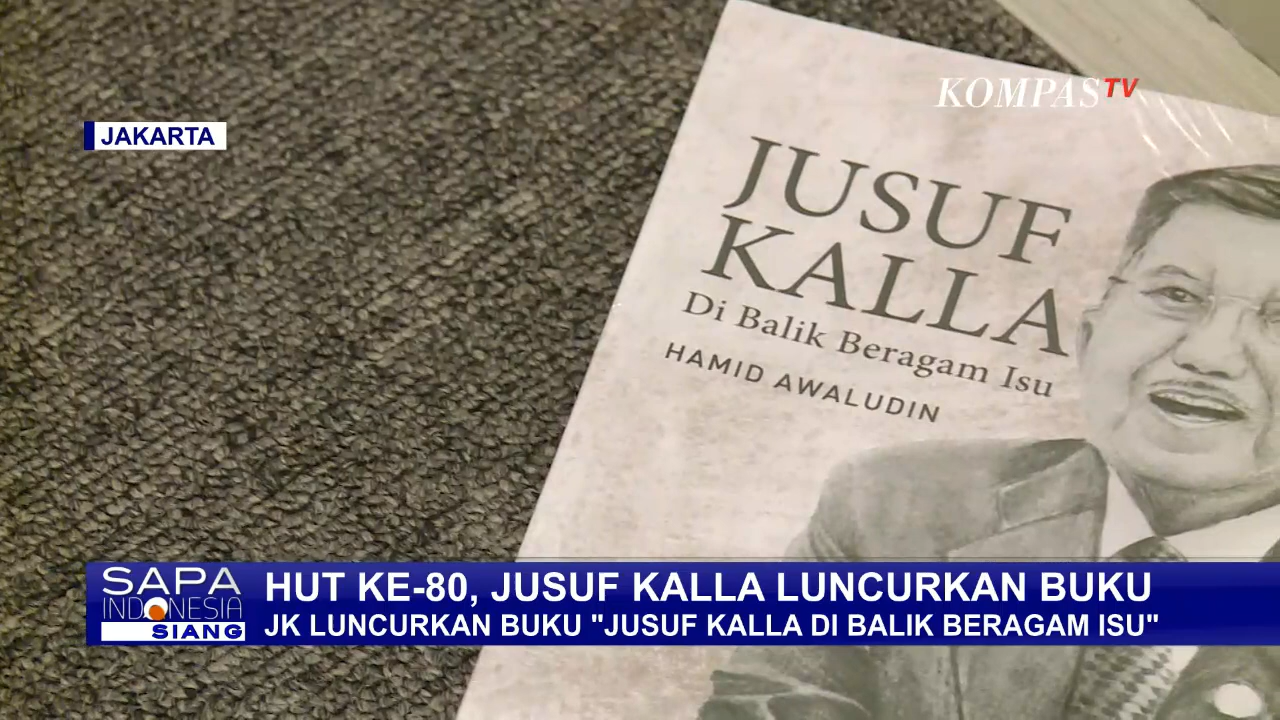 KOMPASTV
JAKARTA
JUSUF
KALLA
Di Balik Beragam Isu
HAMID AWALUDIN
SAPA
INDONESIA
SIANG
HUT KE-80, JUSUF KALLA LUNCURKAN BUKU
JK LUNCURKAN BUKU "JUSUF KALLA DI BALIK BERAGAM ISU"